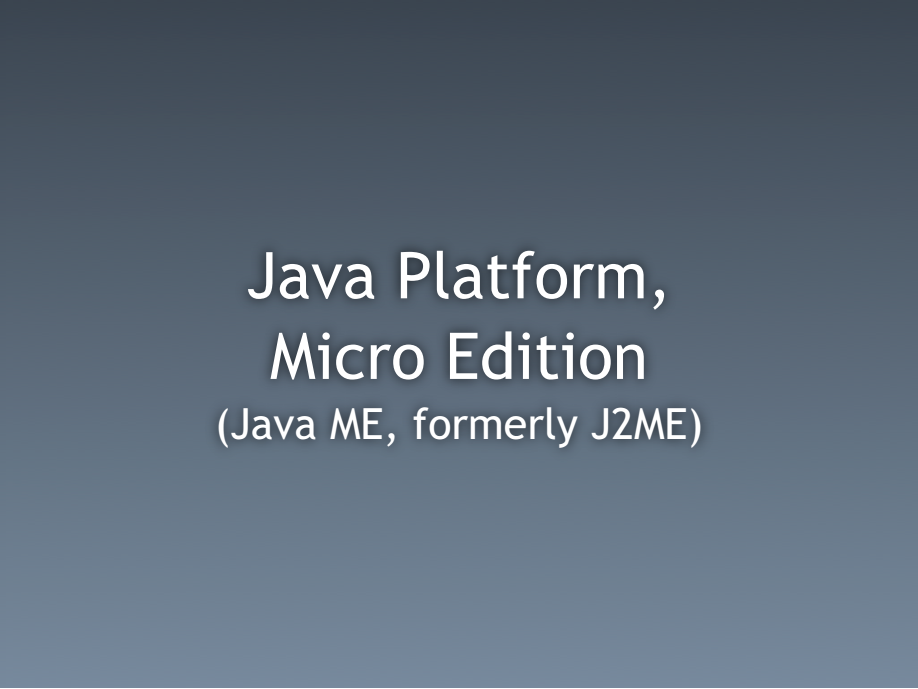 Java Platform,
Micro Edition
(Java ME, formerly J2ME)